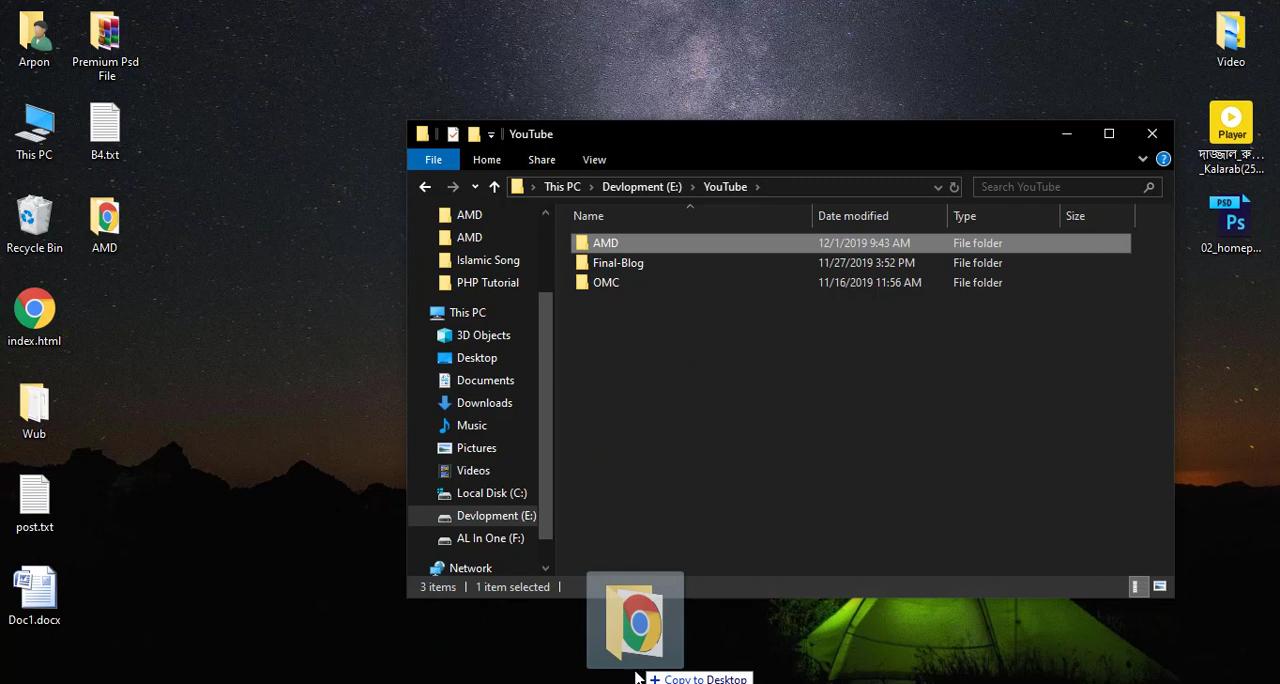 Arpon
Premium Psd
File
This PC
B4.txt
Recycle Bin
AMD
index.html
Wub
post.txt
Doc1.docx
YouTube
File
Home
Share
View
This PC
Devlopment (E:)
YouTube
Search YouTube
AMD
AMD
Islamic Song
PHP Tutorial
This PC
3D Objects
Desktop
Documents
Downloads
Music
Pictures
Videos
Local Disk (C:)
Devlopment (E:)
AL In One (F:)
Network
Name
Date modified
Type
Size
AMD 12/1/2019 9:43 AM File folder
Final-Blog 11/27/2019 3:52 PM File folder
OMC 11/16/2019 11:56 AM File folder
3 items
1 item selected
+ Copy to Desktop
Video
Player
দাজ্জাল_রু...
_Kalarab(25...
PSD
Ps
02_homep...